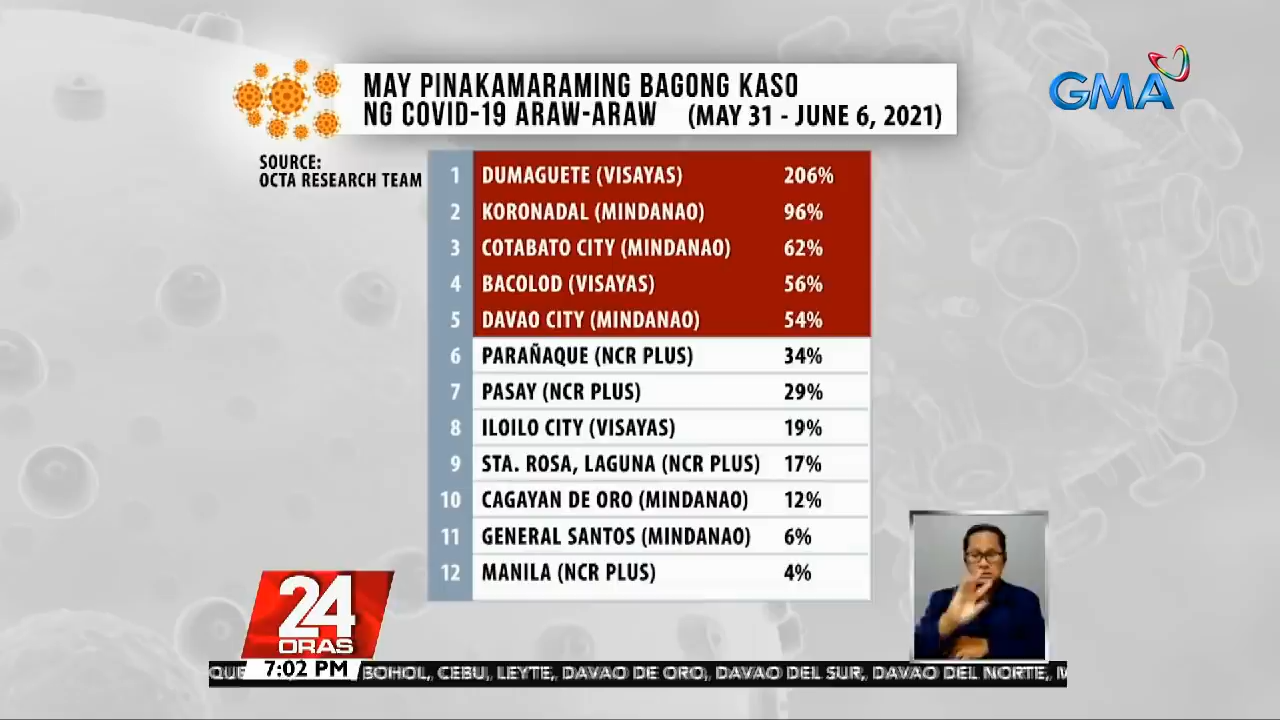 MAY PINAKAMARAMING BAGONG KASO
NG COVID-19 ARAW-ARAW (MAY 31 - JUNE 6, 2021)
GMA
SOURCE:
OCTA RESEARCH TEAM
1 DUMAGUETE (VISAYAS) 206%
2 KORONADAL (MINDANAO) 96%
3 COTABATO CITY (MINDANAO) 62%
4 BACOLOD (VISAYAS) 56%
5 DAVAO CITY (MINDANAO) 54%
6 PARAÑAQUE (NCR PLUS) 34%
7 PASAY (NCR PLUS) 29%
8 ILOILO CITY (VISAYAS) 19%
9 STA. ROSA, LAGUNA (NCR PLUS) 17%
10 CAGAYAN DE ORO (MINDANAO) 12%
11 GENERAL SANTOS (MINDANAO) 6%
12 MANILA (NCR PLUS) 4%
24
ORAS
7:02 PM
BOHOL, CEBU, LEYTE, DAVAO DE ORO, DAVAO DEL SUR, DAVAO DEL NORTE,